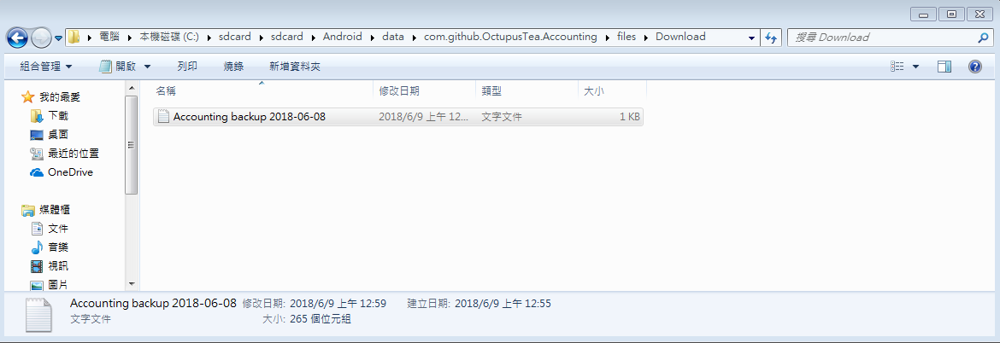 電腦 本機磁碟 (C:) sdcard sdcard Android data com.github.OctupusTea.Accounting files Download 搜尋 Download
組合管理 開啟 列印 燒錄 新增資料夾
我的最愛
下載
桌面
最近的位置
OneDrive
媒體櫃
文件
音樂
視訊
圖片
名稱 修改日期 類型 大小
Accounting backup 2018-06-08 2018/6/9 上午 12... 文字文件 1 KB
Accounting backup 2018-06-08 修改日期: 2018/6/9 上午 12:59 建立日期: 2018/6/9 上午 12:55
文字文件 大小: 265 個位元組